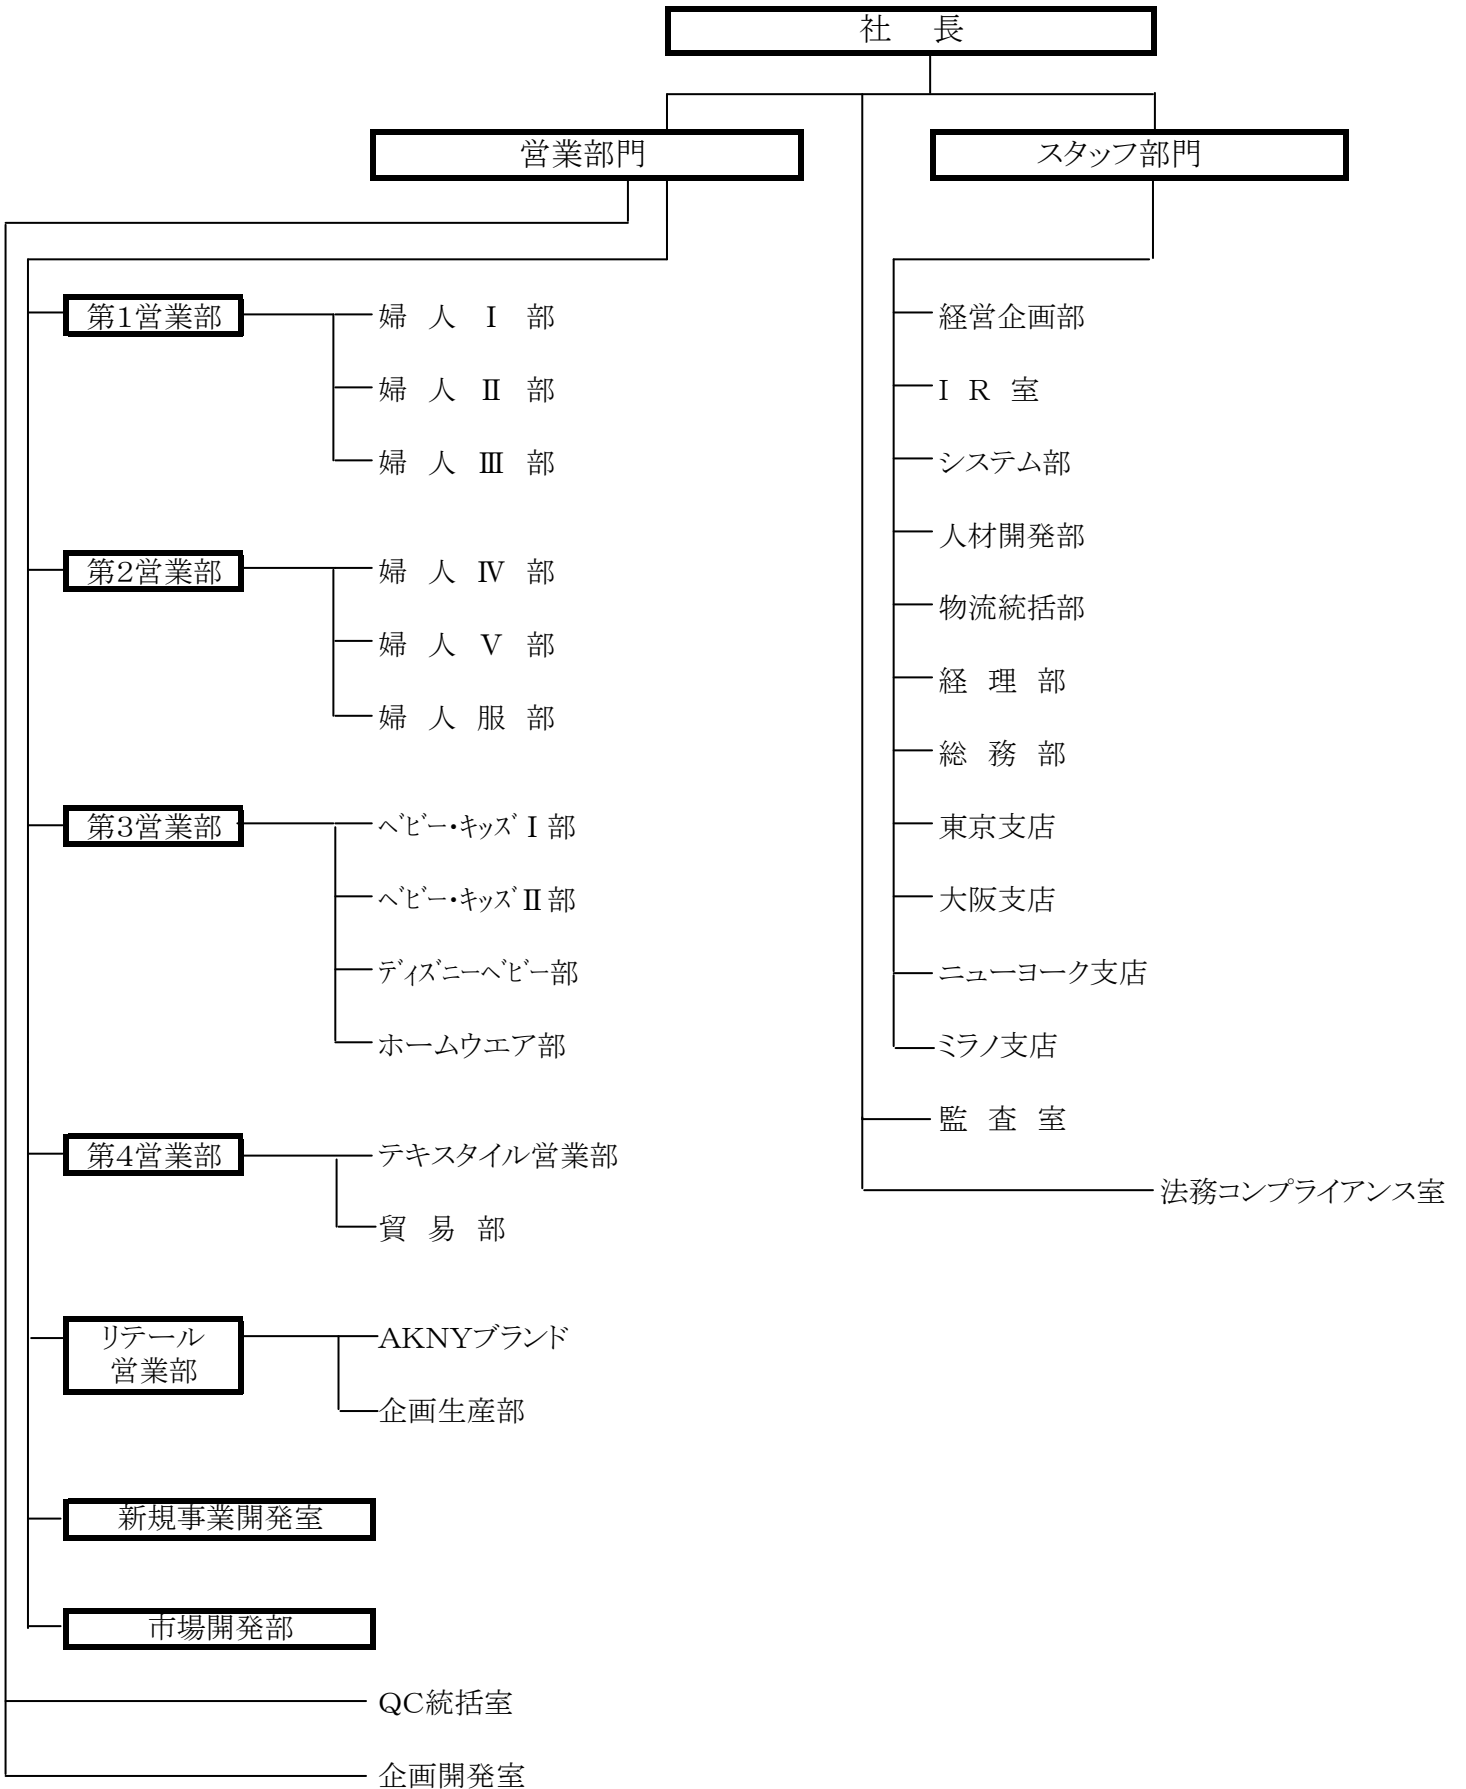 社　長
営業部門
スタッフ部門
第1営業部
婦　人　Ⅰ　部
婦　人　Ⅱ　部
婦　人　Ⅲ　部
第2営業部
婦　人　Ⅳ　部
婦　人　Ⅴ　部
婦　人　服　部
第3営業部
ベビー・キッズⅠ部
ベビー・キッズⅡ部
ディズニーベビー部
ホームウエア部
第4営業部
テキスタイル営業部
貿　易　部
リテール
営業部
AKNYブランド
企画生産部
新規事業開発室
市場開発部
QC統括室
企画開発室
経営企画部
I　R　室
システム部
人材開発部
物流統括部
経　理　部
総　務　部
東京支店
大阪支店
ニューヨーク支店
ミラノ支店
監　査　室
法務コンプライアンス室